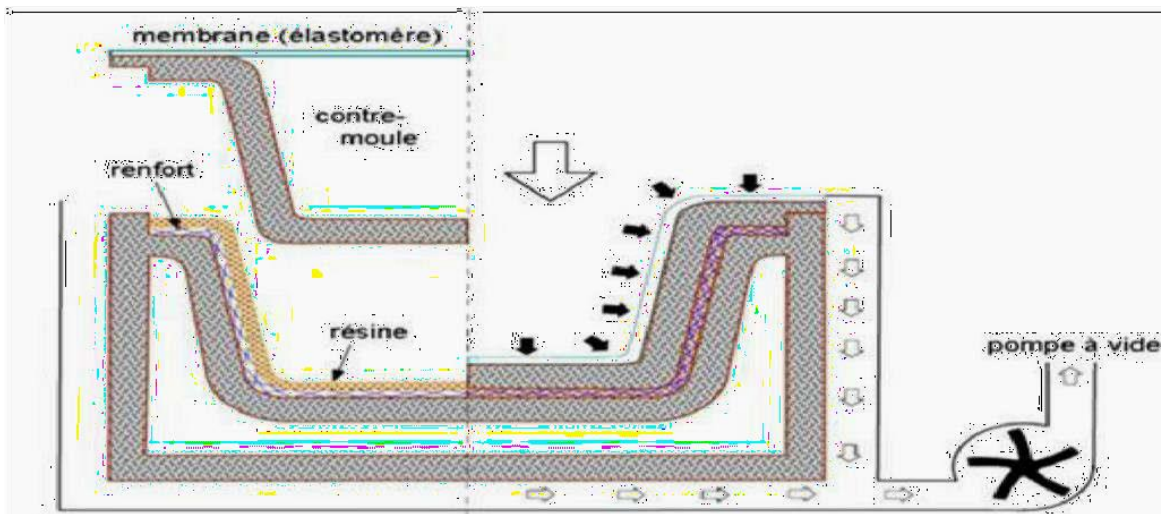 membrane (élastomère)
contre-
moule
renfort
résine
pompe à vide